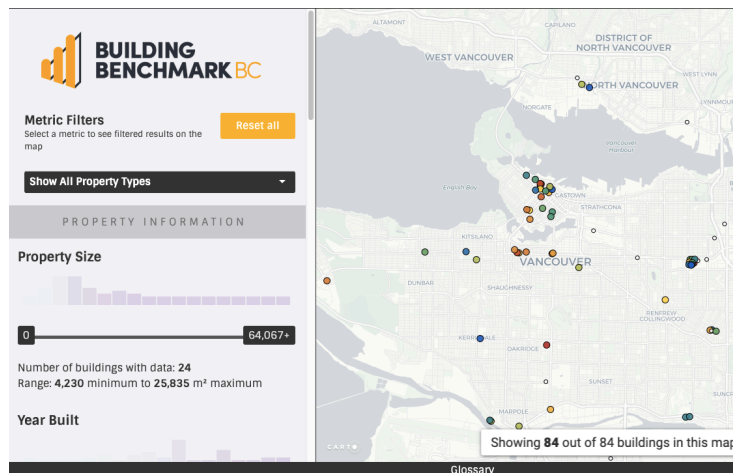 BUILDING
BENCHMARK BC
Metric Filters
Select a metric to see filtered results on the
map
Reset all
Show All Property Types
PROPERTY INFORMATION
Property Size
0
64,067+
Number of buildings with data: 24
Range: 4,230 minimum to 25,835 m² maximum
Year Built
ALTAMONT
CAPILANO
DISTRICT OF
NORTH VANCOUVER
WEST VANCOUVER
WEST LYNN
NORTH VANCOUVER
NORGATE
LYNNMOU
Vancouver
Harbour
English Bay
GASTOWN
STRATHCONA
KITSILANO
VANCOUVER
DUNBAR
SHAUGHNESSY
RENFREW
COLLINGWOOD
KERRISDALE
OAKRIDGE
SUNSET
SUNCR
MARPOLE
CARTO
Showing 84 out of 84 buildings in this map
Glossary